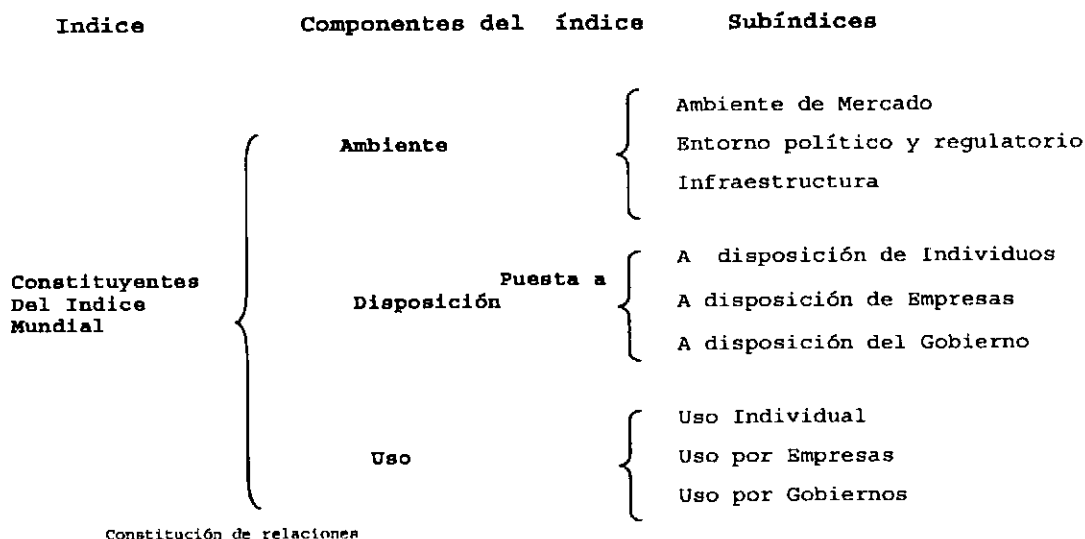 Indice Componentes del índice Subíndices
Ambiente de Mercado
Ambiente Entorno político y regulatorio
Infraestructura
Constituyentes
Del Indice
Mundial
Puesta a
Disposición
A disposición de Individuos
A disposición de Empresas
A disposición del Gobierno
Uso Individual
Uso Uso por Empresas
Uso por Gobiernos
Constitución de relaciones